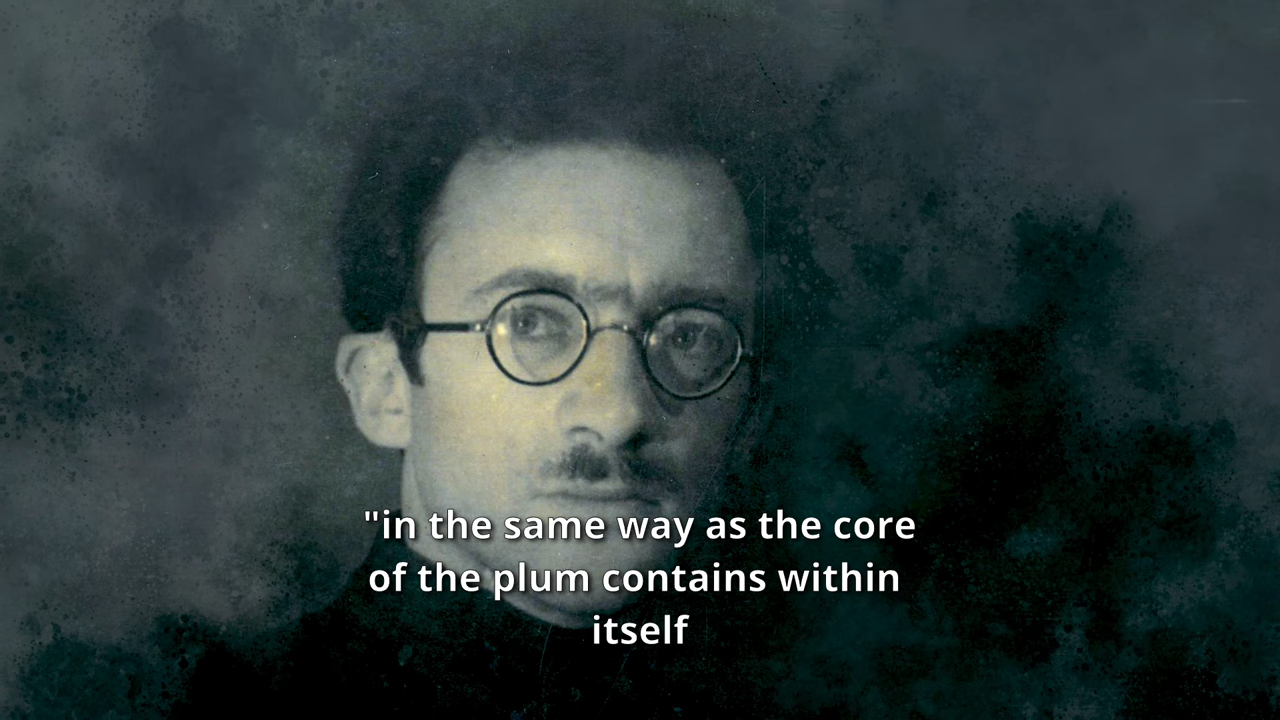 "in the same way as the core
of the plum contains within
itself